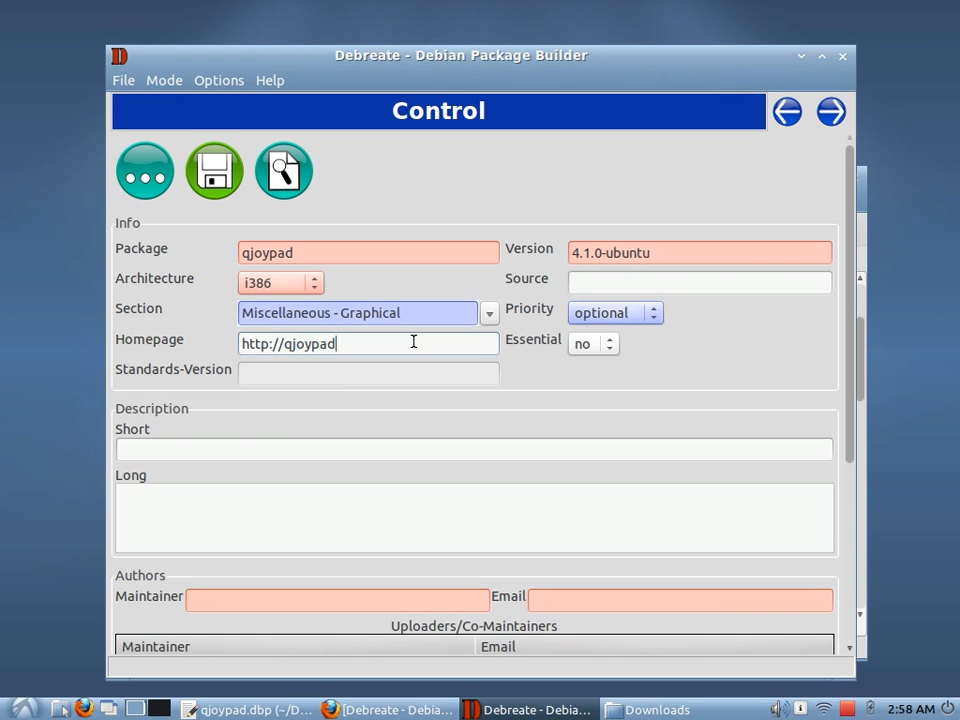 Debreate - Debian Package Builder
File Mode Options Help
Control
Info
Package qjoypad Version 4.1.0-ubuntu
Architecture i386 Source
Section Miscellaneous - Graphical Priority optional
Homepage http://qjoypad Essential no
Standards-Version
Description
Short
Long
Authors
Maintainer Email
Uploaders/Co-Maintainers
Maintainer Email
qjoypad.dbp (~/D... [Debreate - Debia... Debreate - Debia... Downloads 2:58 AM